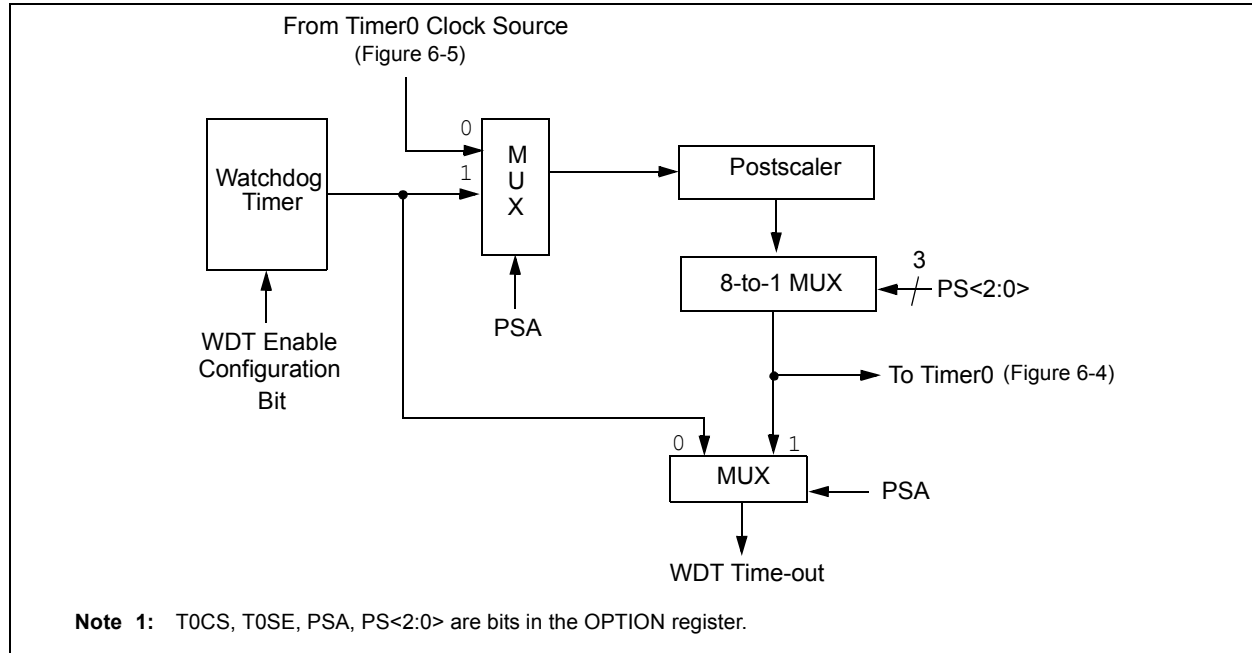 From Timer0 Clock Source
(Figure 6-5)
0
1
M
U
X
Watchdog
Timer
Postscaler
8-to-1 MUX
3
PS<2:0>
PSA
WDT Enable
Configuration
Bit
To Timer0 (Figure 6-4)
0
1
MUX
PSA
WDT Time-out
Note 1: T0CS, T0SE, PSA, PS<2:0> are bits in the OPTION register.